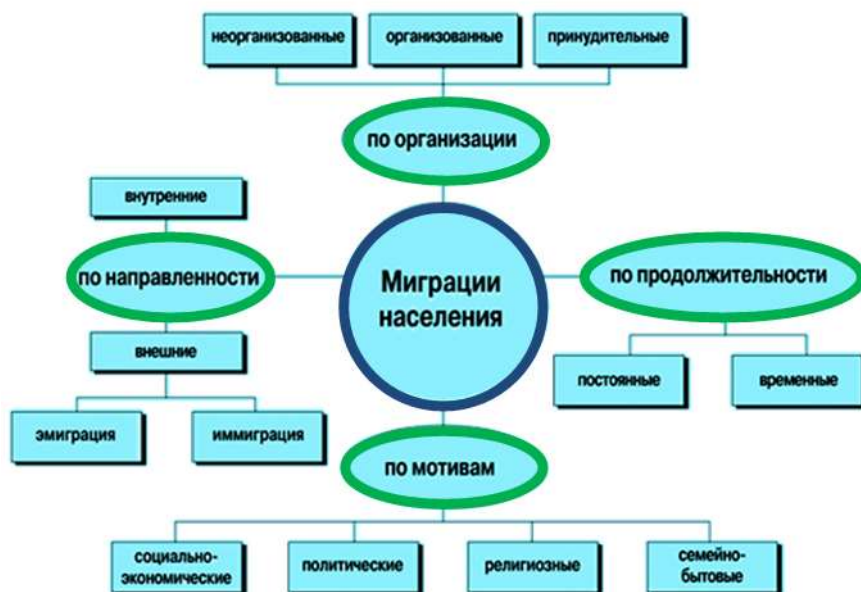 неорганизованные
организованные
принудительные
по организации
внутренние
по направленности
Миграции
населения
по продолжительности
внешние
постоянные
временные
эмиграция
иммиграция
по мотивам
социально-
экономические
политические
религиозные
семейно-
бытовые